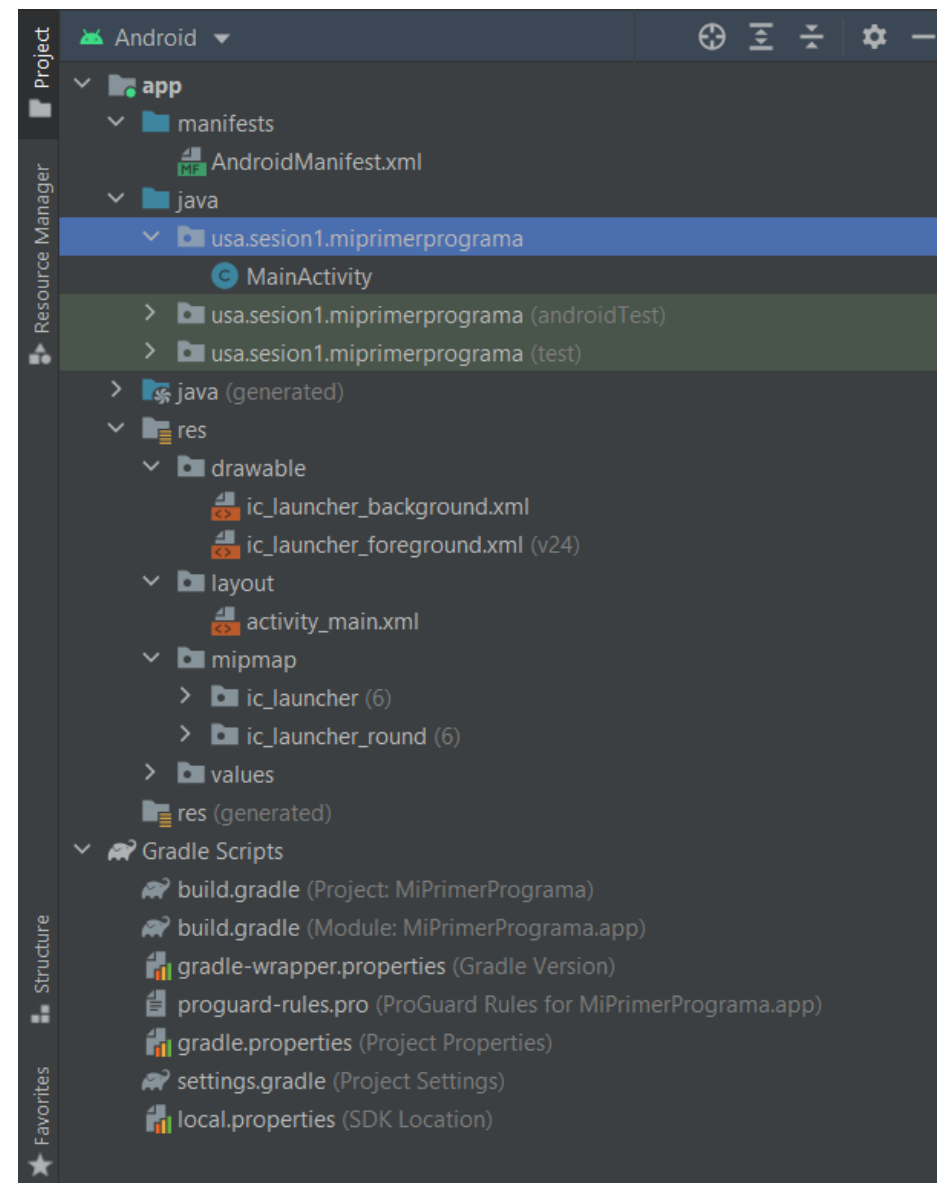 Android
app
manifests
AndroidManifest.xml
java
usa.sesion1.miprimerprograma
MainActivity
usa.sesion1.miprimerprograma (androidTest)
usa.sesion1.miprimerprograma (test)
java (generated)
res
drawable
ic_launcher_background.xml
ic_launcher_foreground.xml (v24)
layout
activity_main.xml
mipmap
ic_launcher (6)
ic_launcher_round (6)
values
res (generated)
Gradle Scripts
build.gradle (Project: MiPrimerPrograma)
build.gradle (Module: MiPrimerPrograma.app)
gradle-wrapper.properties (Gradle Version)
proguard-rules.pro (ProGuard Rules for MiPrimerPrograma.app)
gradle.properties (Project Properties)
settings.gradle (Project Settings)
local.properties (SDK Location)
Project
Resource Manager
Structure
Favorites